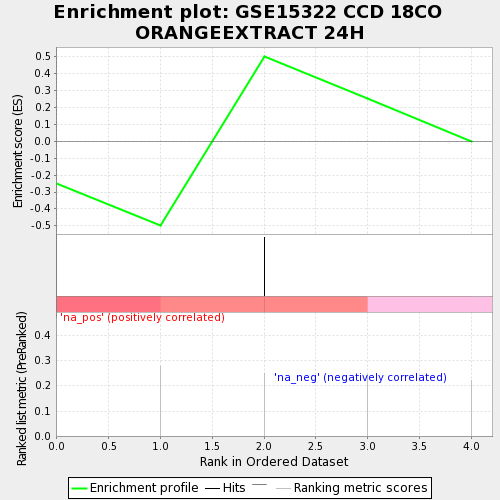 Enrichment plot: GSE15322 CCD 18CO
ORANGEEXTRACT 24H
Enrichment score (ES)
0.5
0.4
0.3
0.2
0.1
0.0
-0.1
-0.2
-0.3
-0.4
-0.5
'na_pos' (positively correlated)
'na_neg' (negatively correlated)
Ranked list metric (PreRanked)
0.4
0.3
0.2
0.1
0.0
0.0 0.5 1.0 1.5 2.0 2.5 3.0 3.5 4.0
Rank in Ordered Dataset
Enrichment profile Hits Ranking metric scores